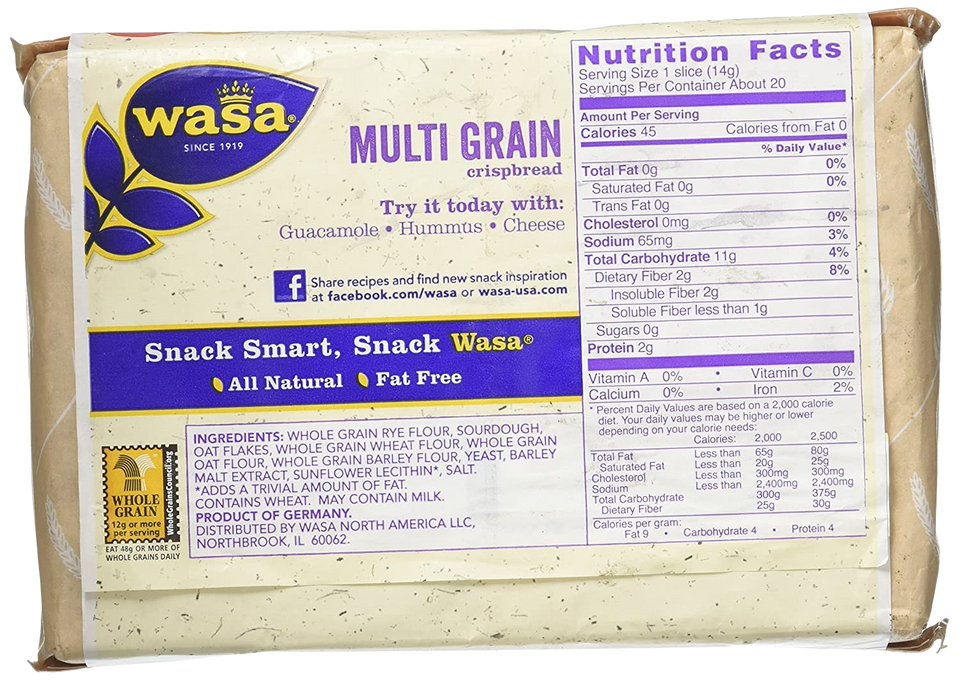 wasa®
SINCE 1919
MULTI GRAIN
crispbread
Try it today with:
Guacamole • Hummus • Cheese
f Share recipes and find new snack inspiration
at facebook.com/wasa or wasa-usa.com
Snack Smart, Snack Wasa®
All Natural Fat Free
INGREDIENTS: WHOLE GRAIN RYE FLOUR, SOURDOUGH,
OAT FLAKES, WHOLE GRAIN WHEAT FLOUR, WHOLE GRAIN
OAT FLOUR, WHOLE GRAIN BARLEY FLOUR, YEAST, BARLEY
MALT EXTRACT, SUNFLOWER LECITHIN*, SALT.
*ADDS A TRIVIAL AMOUNT OF FAT.
CONTAINS WHEAT. MAY CONTAIN MILK.
PRODUCT OF GERMANY.
DISTRIBUTED BY WASA NORTH AMERICA LLC,
NORTHBROOK, IL 60062.
WHOLE
GRAIN
12g or more
per serving
WholeGrainsCouncil.org
EAT 48g OR MORE OF
WHOLE GRAINS DAILY
Nutrition Facts
Serving Size 1 slice (14g)
Servings Per Container About 20
Amount Per Serving
Calories 45 Calories from Fat 0
% Daily Value*
Total Fat 0g 0%
Saturated Fat 0g 0%
Trans Fat 0g
Cholesterol 0mg 0%
Sodium 65mg 3%
Total Carbohydrate 11g 4%
Dietary Fiber 2g 8%
Insoluble Fiber 2g
Soluble Fiber less than 1g
Sugars 0g
Protein 2g
Vitamin A 0% • Vitamin C 0%
Calcium 0% • Iron 2%
* Percent Daily Values are based on a 2,000 calorie
diet. Your daily values may be higher or lower
depending on your calorie needs:
Calories: 2,000 2,500
Total Fat Less than 65g 80g
Saturated Fat Less than 20g 25g
Cholesterol Less than 300mg 300mg
Sodium Less than 2,400mg 2,400mg
Total Carbohydrate 300g 375g
Dietary Fiber 25g 30g
Calories per gram:
Fat 9 • Carbohydrate 4 • Protein 4